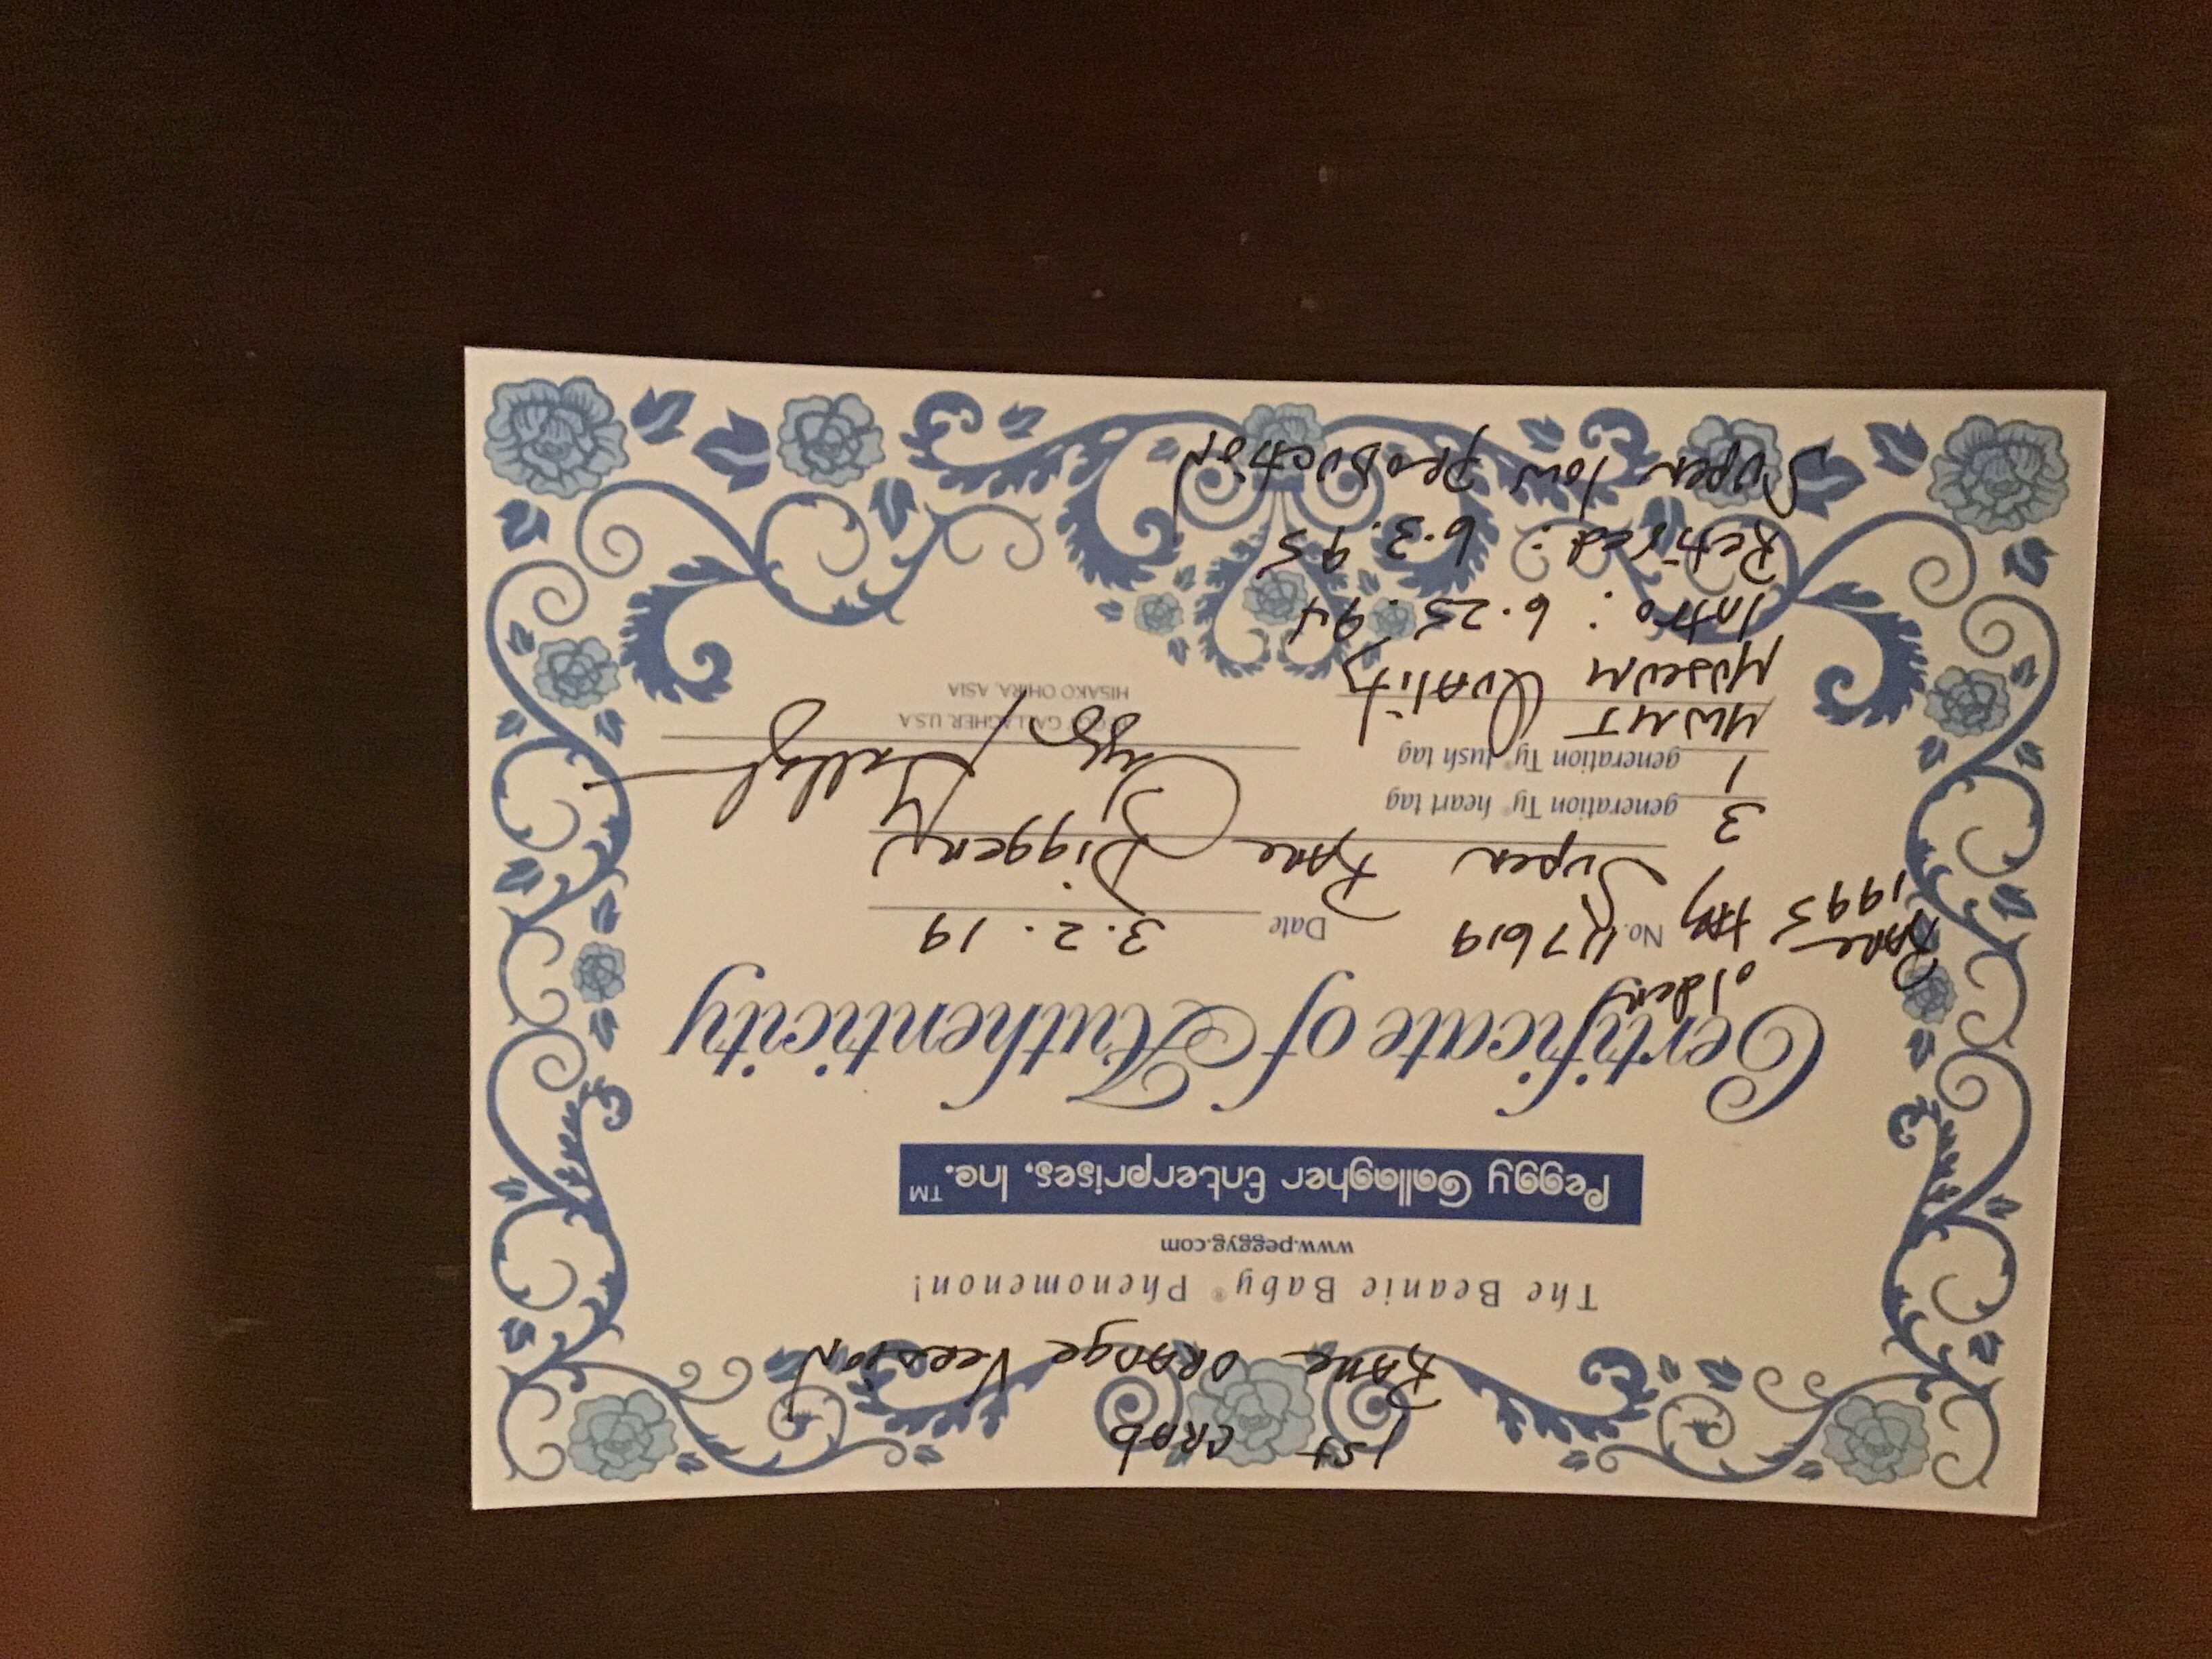 1st CRAb
RARE ORANge VeRSION
The Beanie Baby® Phenomenon!
www.peggyg.com
Peggy Gallagher Enterprises, Inc.™
Certificate of Authenticity
oldeR
RARE tAg
1995
No. 117619 Date 3.2.19
Super RARE Diggers
3 generation Ty® heart tag
1 generation Ty® tush tag
Peggy Gallagher
MWMT
PEGGY GALLAGHER, U.S.A
HISAKO OHIRA, ASIA
Museum Quality
Intro: 6.25.94
Retired: 6.3.95
Super low PRODUCtION